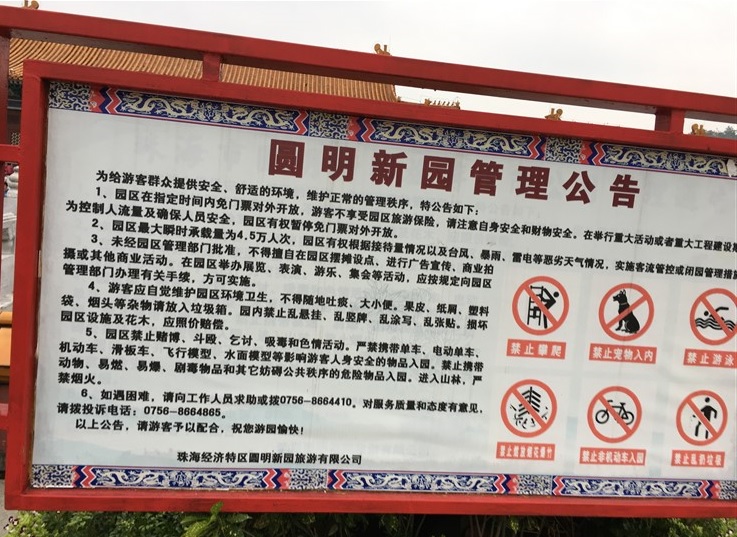 圆明新园管理公告
为给游客群众提供安全、舒适的环境，维护正常的管理秩序，特公告如下：
1、园区在指定时间内免门票对外开放，游客不享受园区旅游保险，请注意自身安全和财物安全。在举行重大活动或者重大工程建设
为控制人流量及确保人员安全，园区有权暂停免门票对外开放。
2、园区最大瞬时承载量为4.5万人次，园区有权根据接待量情况以及台风、暴雨、雷电等恶劣天气情况，实施客流管控或闭园管理措
3、未经园区管理部门批准，不得擅自在园区摆摊设点、进行广告宣传、商业拍
摄或其他商业活动。在园区举办展览、表演、游乐、集会等活动，应按规定向园区
管理部门办理有关手续，方可实施。
4、游客应自觉维护园区环境卫生，不得随地吐痰、大小便。果皮、纸屑、塑料
袋、烟头等杂物请放入垃圾箱。园内禁止乱悬挂、乱竖牌、乱涂写、乱张贴。损坏
园区设施及花木，应照价赔偿。
5、园区禁止赌博、斗殴、乞讨、吸毒和色情活动。严禁携带单车、电动单车、
机动车、滑板车、飞行模型、水面模型等影响游客人身安全的物品入园。禁止携带
动物、易燃、易爆、剧毒物品和其它妨碍公共秩序的危险物品入园。进入山林，严
禁烟火。
6、如遇困难，请向工作人员求助或拨0756-8664410。对服务质量和态度有意见，
请拨投诉电话：0756-8664865。
以上公告，请游客予以配合，祝您游园愉快！
珠海经济特区圆明新园旅游有限公司
禁止攀爬
禁止宠物入内
禁止游泳
禁止燃放烟花爆竹
禁止非机动车入园
禁止乱扔垃圾